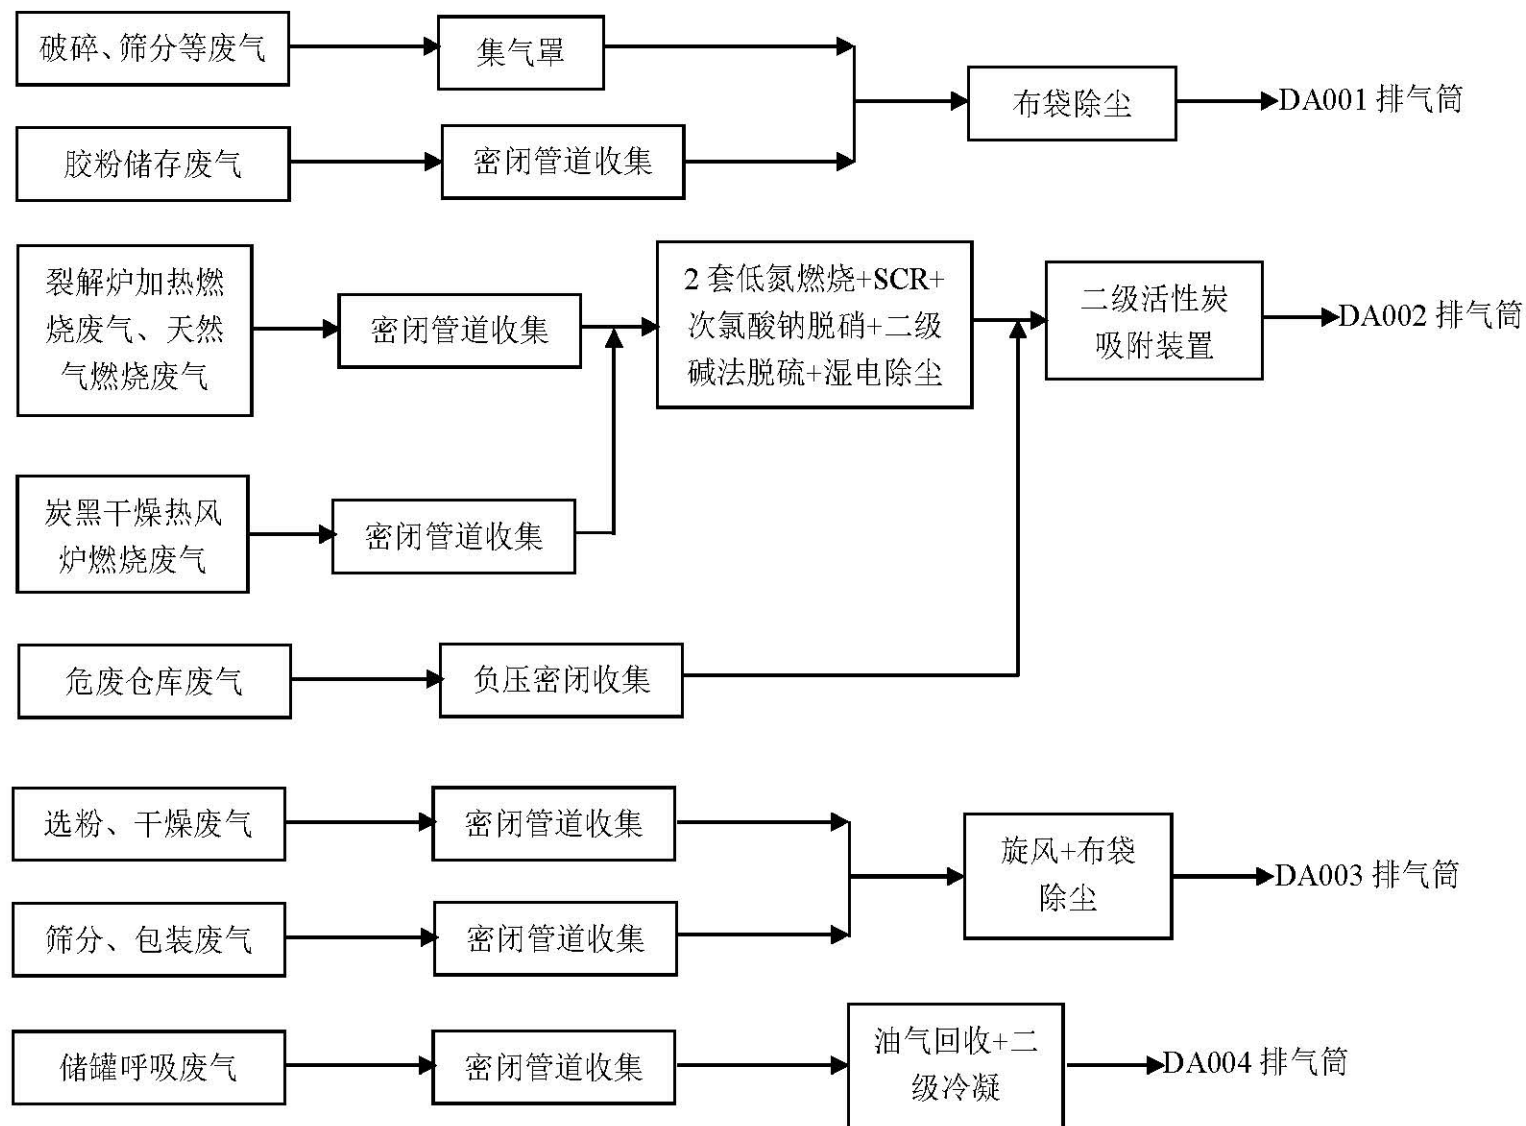 破碎、筛分等废气
集气罩
胶粉储存废气
密闭管道收集
布袋除尘
DA001 排气筒
裂解炉加热燃
烧废气、天然
气燃烧废气
密闭管道收集
2 套低氮燃烧+SCR+
次氯酸钠脱硝+二级
碱法脱硫+湿电除尘
二级活性炭
吸附装置
DA002 排气筒
炭黑干燥热风
炉燃烧废气
密闭管道收集
危废仓库废气
负压密闭收集
选粉、干燥废气
密闭管道收集
筛分、包装废气
密闭管道收集
旋风+布袋
除尘
DA003 排气筒
储罐呼吸废气
密闭管道收集
油气回收+二
级冷凝
DA004 排气筒